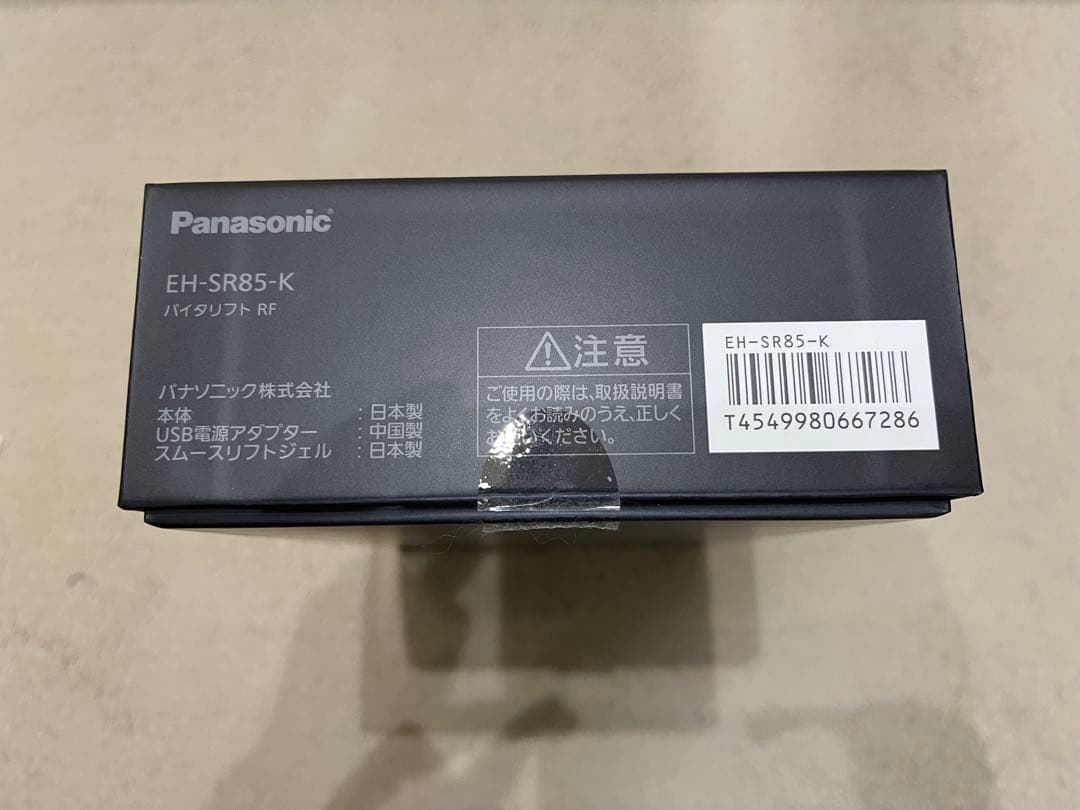 Panasonic
EH-SR85-K
バイタリフト RF
パナソニック株式会社
本体 : 日本製
USB電源アダプター : 中国製
スムースリフトジェル : 日本製
⚠注意
ご使用の際は、取扱説明書
をよくお読みのうえ、正しく
お使いください。
EH-SR85-K
T4549980667286